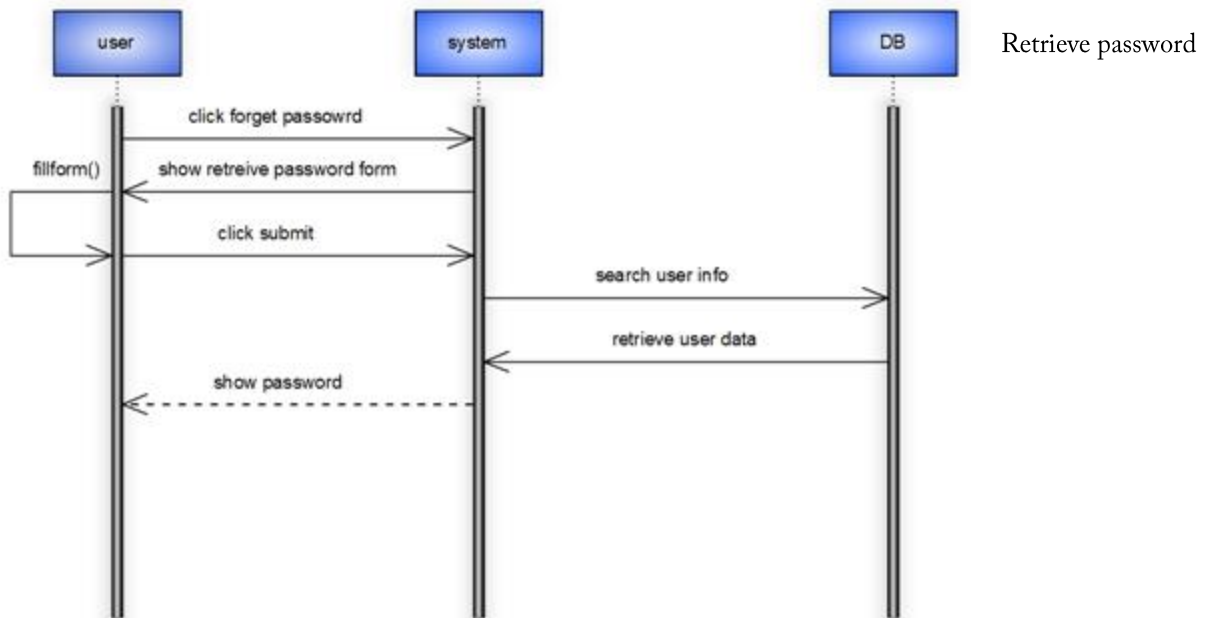 user
system
DB
Retrieve password
click forget passowrd
fillform()
show retreive password form
click submit
search user info
retrieve user data
show password